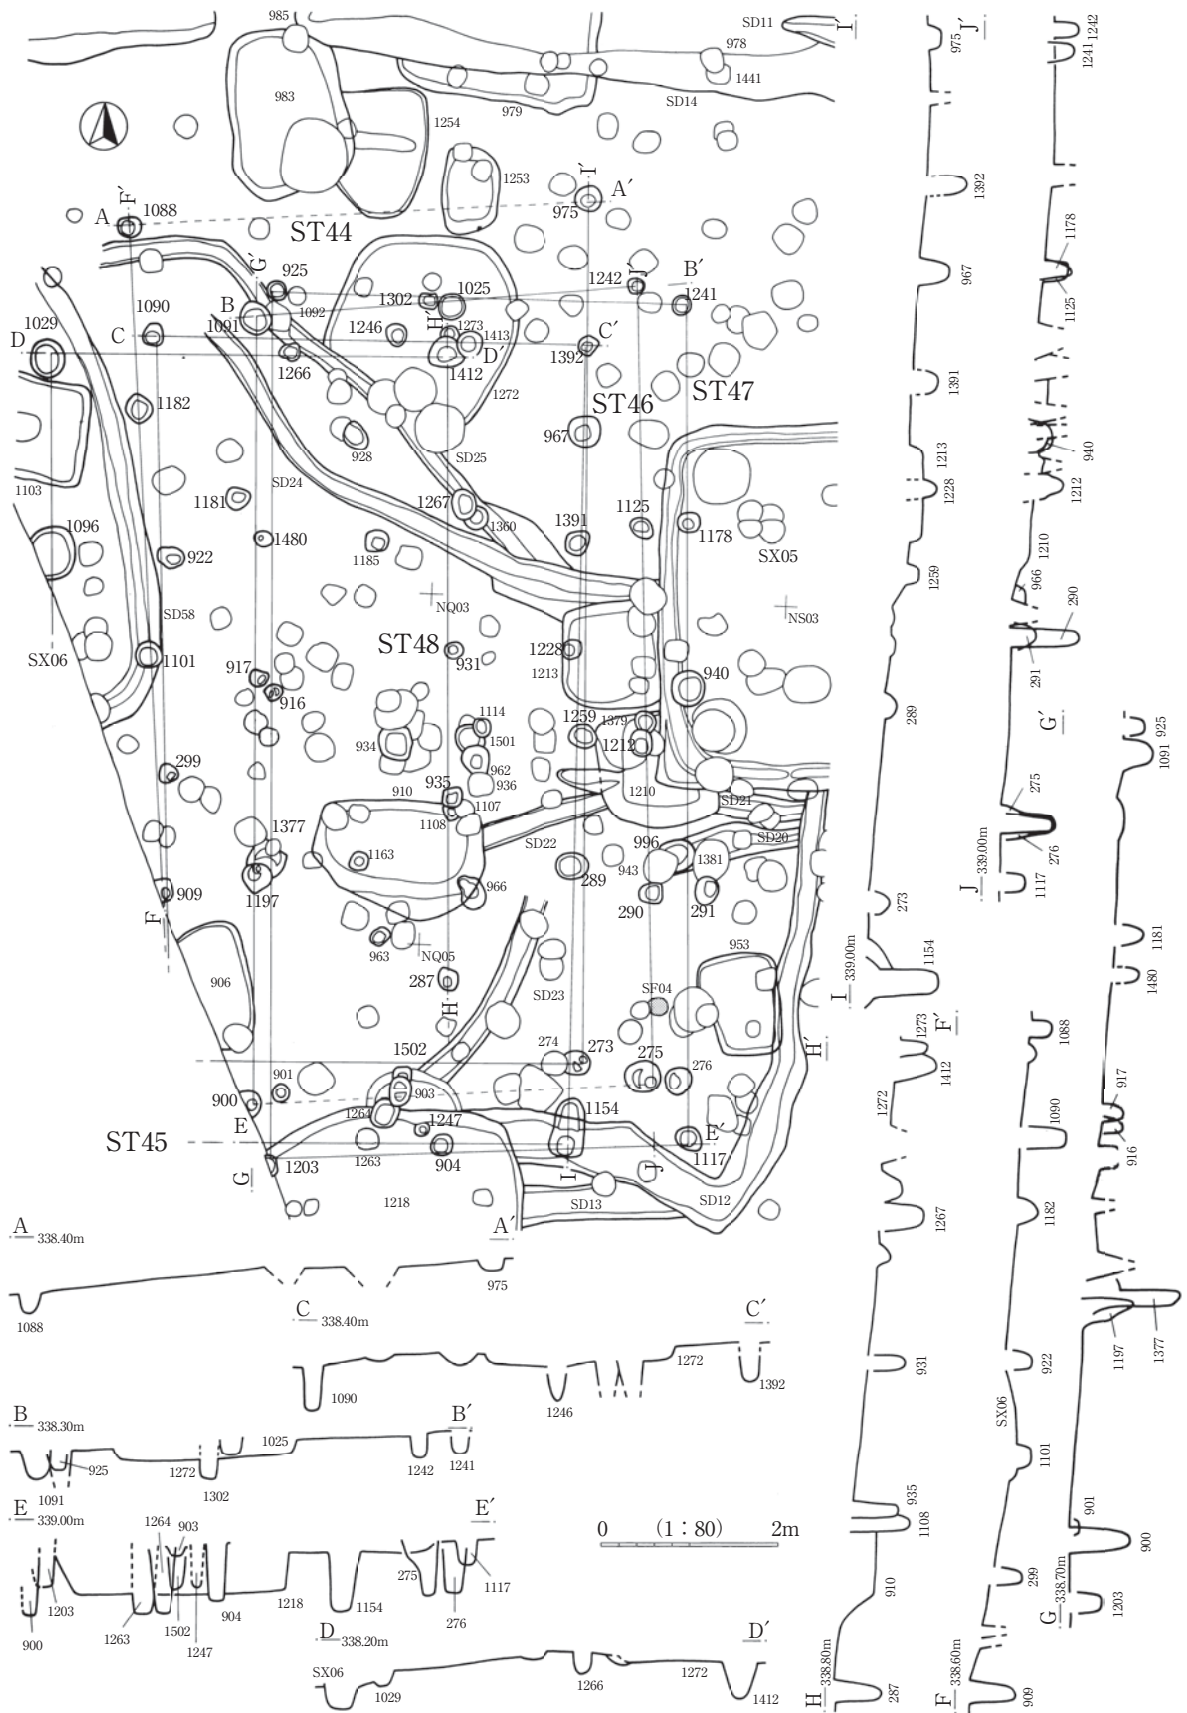 985
SD11
I′
975
J′
1242
1241
978
1441
983
979
SD14
1254
1253
1392
I′
A′
F′
A
1088
975
ST44
1178
967
1125
G′
925
1242
J′
B′
1241
1302
1025
B
1091
1092
1090
1029
C
D
1246
H′
1273
1413
C′
D′
1392
1266
1412
1272
ST47
ST46
1391
940
1182
967
928
SD25
1213
1228
1212
1103
SD24
1181
1267
1360
1125
1391
1178
1096
1480
1185
SX05
1210
922
1259
966
290
SD58
NQ03
NS03
ST48
1228
1213
931
291
SX06
1101
917
916
940
289
G′
925
1091
1114
1501
1259
1379
1212
934
962
936
299
910
935
1107
1108
1210
SD21
SD22
SD20
275
276
1377
1163
996
943
1381
J 339.00m
1117
289
966
290
291
909
1197
F
273
1181
963
NQ05
953
1154
1480
906
287
H
SD23
SF04
I 339.00m
H′
1273
F′
1088
1412
1502
274
273
275
276
901
900
903
917
E
1264
1247
1154
1272
1090
916
ST45
1263
904
E′
1117
1203
G
I
J
1218
SD13
SD12
1267
1182
A
338.40m
A′
975
1088
C
338.40m
C′
1197
1377
1272
1392
1090
1246
931
922
SX06
B
338.30m
B′
1025
1101
925
1272
1242
1241
1091
1302
E
339.00m
E′
1264
903
0 (1：80) 2m
935
1108
901
900
1203
1218
1154
275
1117
276
910
299
G 338.70m
1203
900
1263
1502
1247
904
D
338.20m
D′
SX06
1029
1266
1272
1412
H 338.80m
287
F 338.60m
909